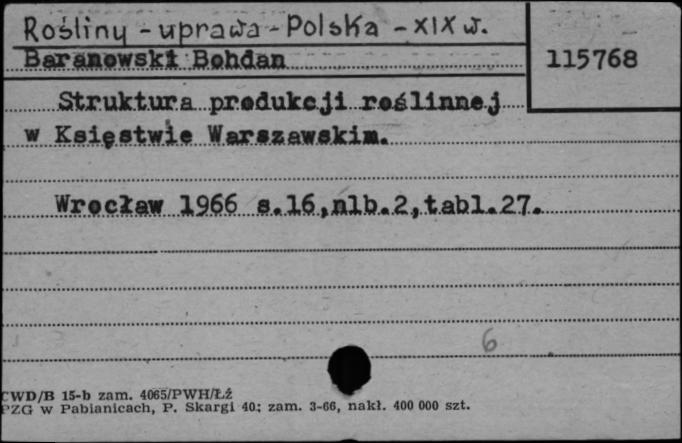 Rośliny - uprawa - Polska - XIX w.
Baranowski Bohdan
115768
Struktura produkcji roślinnej
w Księstwie Warszawskim.
Wrocław 1966 s.16,nlb.2,tabl.27.
6
CWD/B 15-b zam. 4065/PWH/Łż
PZG w Pabianicach, P. Skargi 40; zam. 3-66, nakł. 400 000 szt.